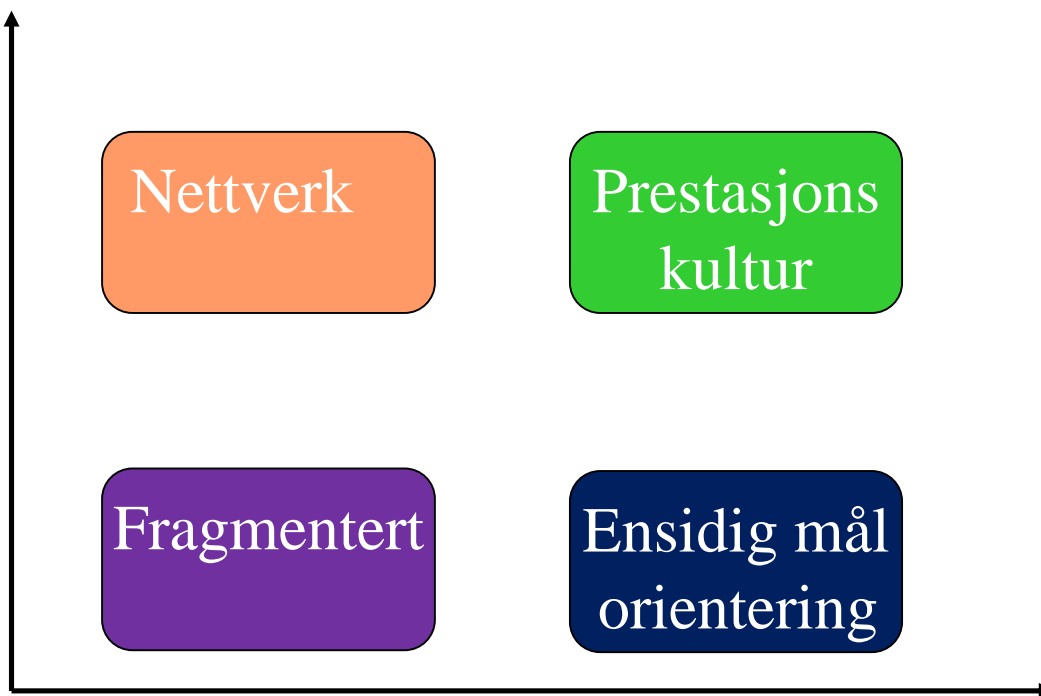 Nettverk
Prestasjons
kultur
Fragmentert
Ensidig mål
orientering